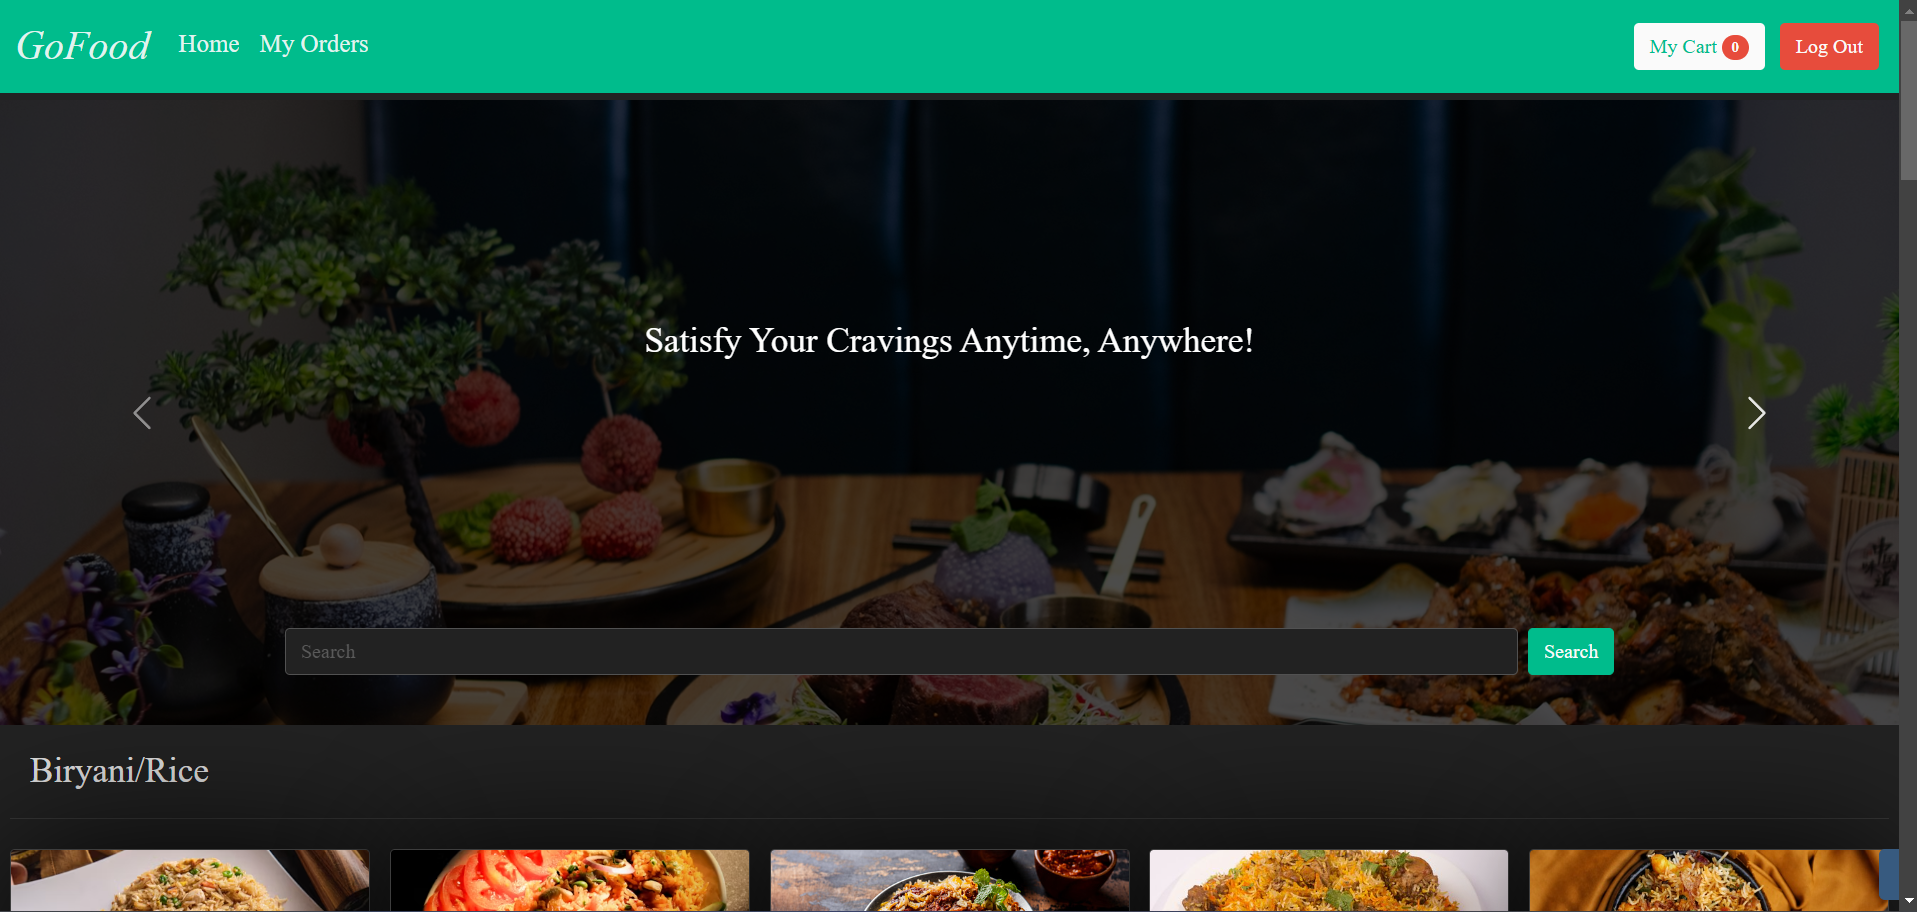 GoFood Home My Orders My Cart 0 Log Out
Satisfy Your Cravings Anytime, Anywhere!
Search Search
Biryani/Rice